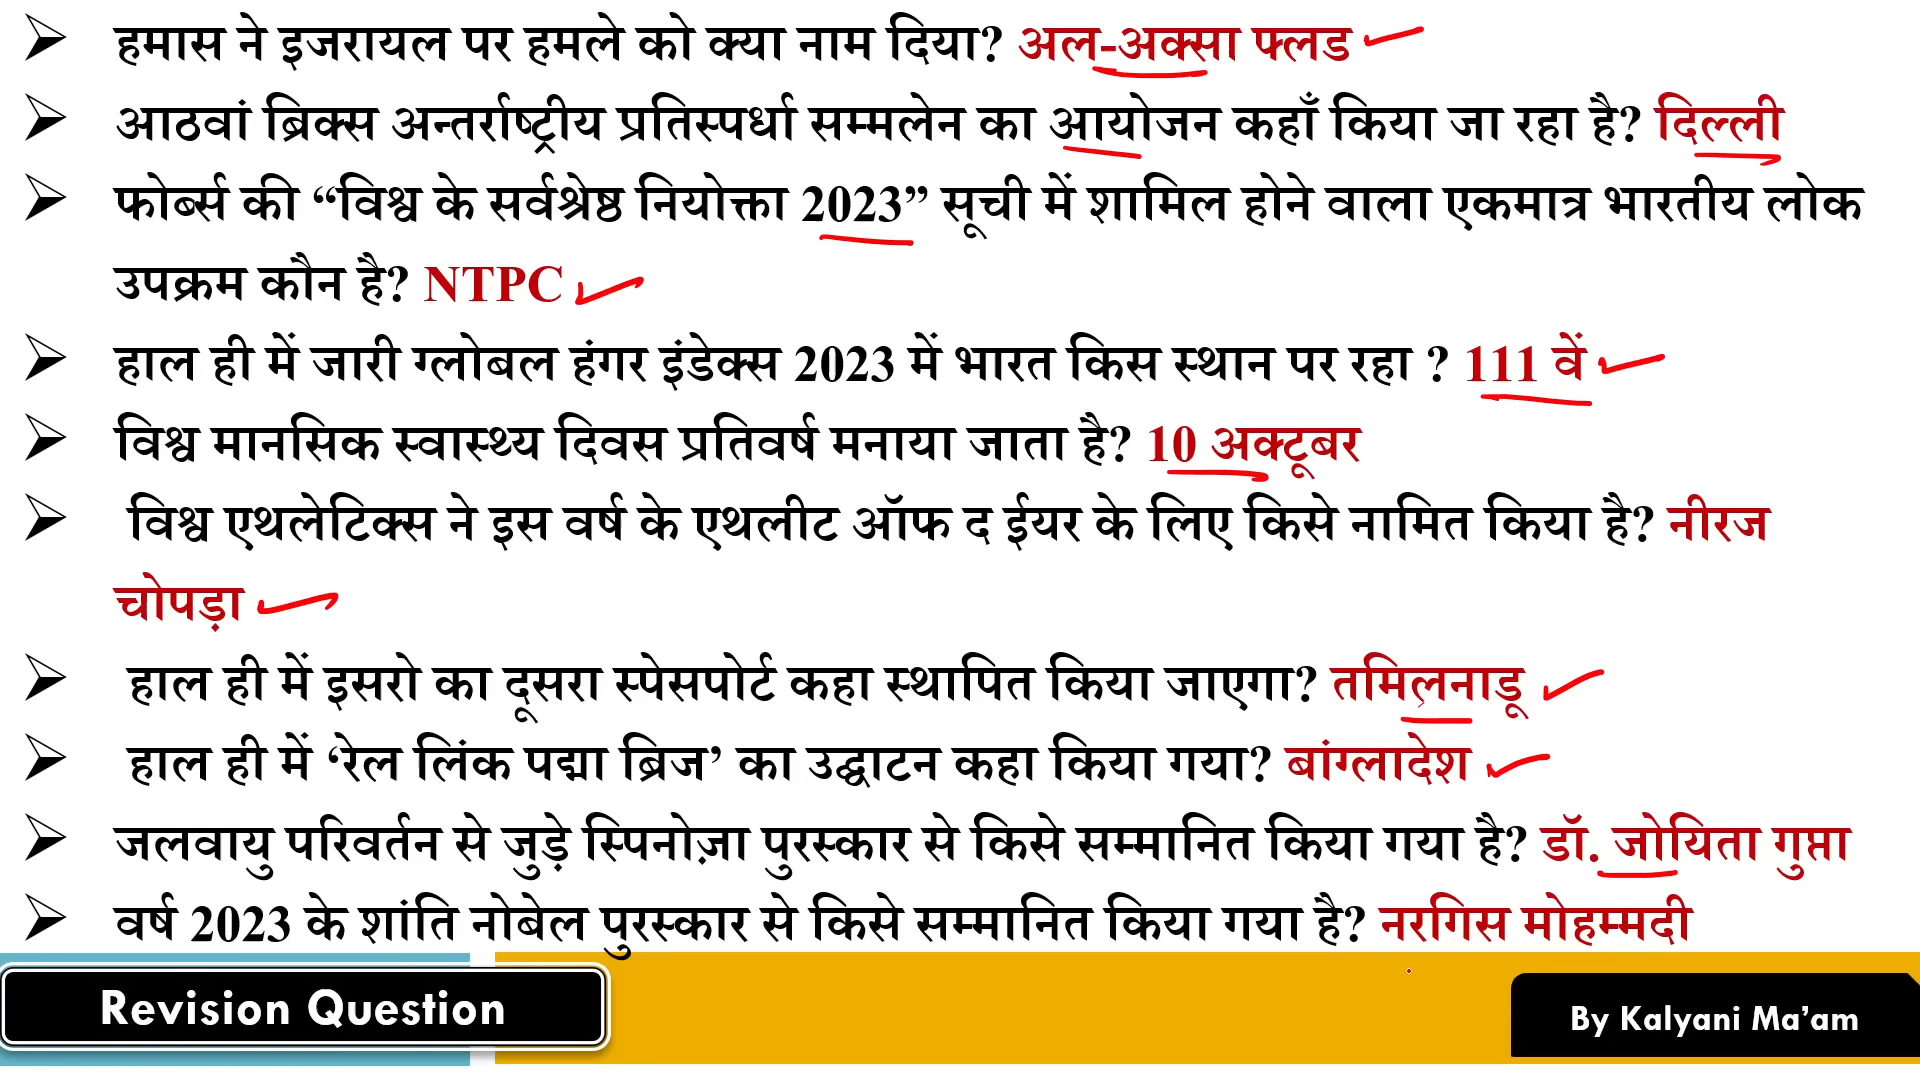 हमास ने इजरायल पर हमले को क्या नाम दिया? अल-अक्सा फ्लड
आठवां ब्रिक्स अन्तर्राष्ट्रीय प्रतिस्पर्धा सम्मलेन का आयोजन कहाँ किया जा रहा है? दिल्ली
फोर्ब्स की “विश्व के सर्वश्रेष्ठ नियोक्ता 2023” सूची में शामिल होने वाला एकमात्र भारतीय लोक
उपक्रम कौन है? NTPC
हाल ही में जारी ग्लोबल हंगर इंडेक्स 2023 में भारत किस स्थान पर रहा ? 111 वें
विश्व मानसिक स्वास्थ्य दिवस प्रतिवर्ष मनाया जाता है? 10 अक्टूबर
विश्व एथलेटिक्स ने इस वर्ष के एथलीट ऑफ द ईयर के लिए किसे नामित किया है? नीरज
चोपड़ा
हाल ही में इसरो का दूसरा स्पेसपोर्ट कहा स्थापित किया जाएगा? तमिलनाडू
हाल ही में ‘रेल लिंक पद्मा ब्रिज’ का उद्घाटन कहा किया गया? बांग्लादेश
जलवायु परिवर्तन से जुड़े स्पिनोज़ा पुरस्कार से किसे सम्मानित किया गया है? डॉ. जोयिता गुप्ता
वर्ष 2023 के शांति नोबेल पुरस्कार से किसे सम्मानित किया गया है? नरगिस मोहम्मदी
Revision Question
By Kalyani Ma’am